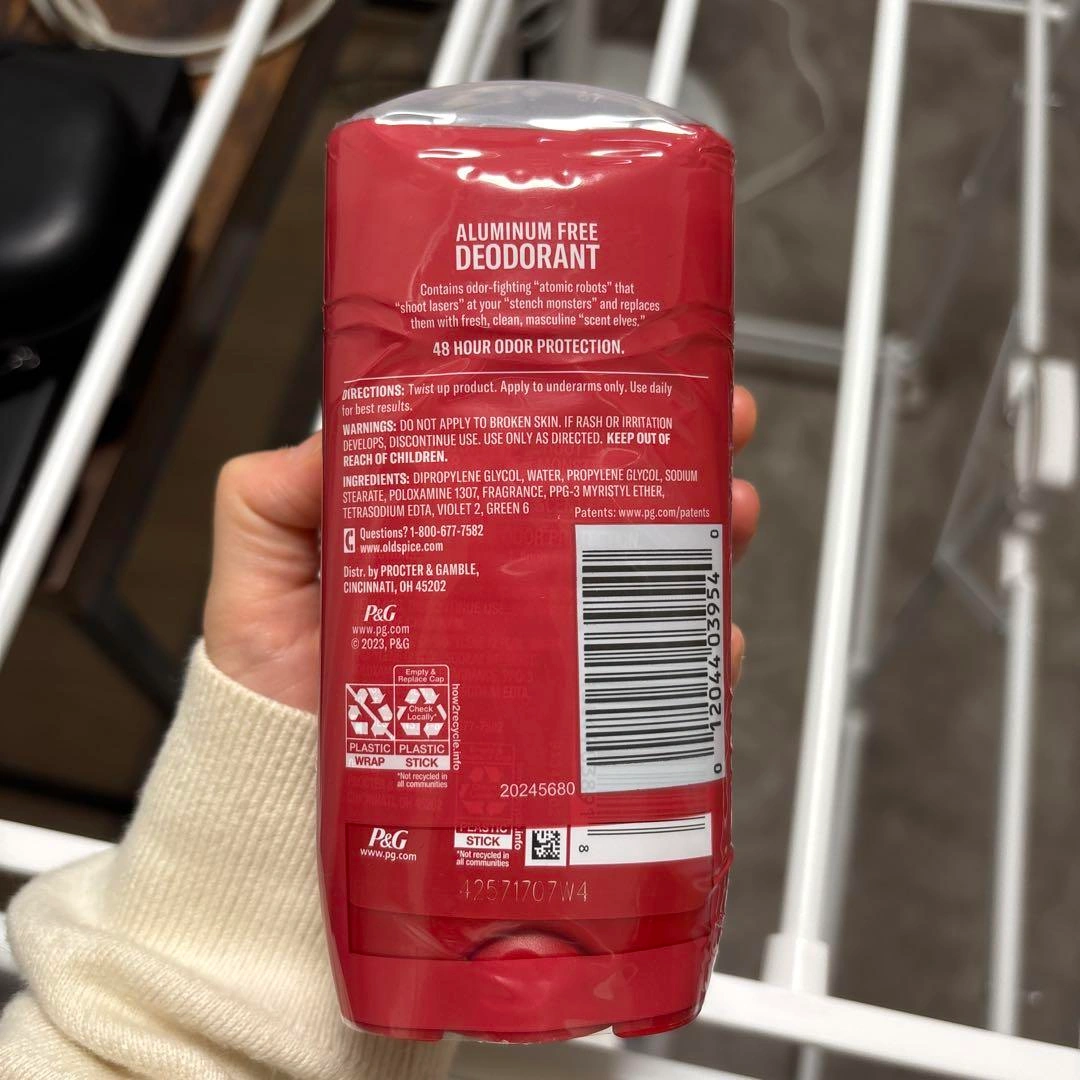 ALUMINUM FREE
DEODORANT
Contains odor-fighting “atomic robots” that
“shoot lasers” at your “stench monsters” and replaces
them with fresh, clean, masculine “scent elves.”
48 HOUR ODOR PROTECTION.
DIRECTIONS: Twist up product. Apply to underarms only. Use daily
for best results.
WARNINGS: DO NOT APPLY TO BROKEN SKIN. IF RASH OR IRRITATION
DEVELOPS, DISCONTINUE USE. USE ONLY AS DIRECTED. KEEP OUT OF
REACH OF CHILDREN.
INGREDIENTS: DIPROPYLENE GLYCOL, WATER, PROPYLENE GLYCOL, SODIUM
STEARATE, POLOXAMINE 1307, FRAGRANCE, PPG-3 MYRISTYL ETHER,
TETRASODIUM EDTA, VIOLET 2, GREEN 6
Patents: www.pg.com/patents
Questions? 1-800-677-7582
www.oldspice.com
Distr. by PROCTER & GAMBLE,
CINCINNATI, OH 45202
P&G
www.pg.com
© 2023, P&G
Empty &
Replace Cap
Check
Locally*
PLASTIC
WRAP
PLASTIC
STICK
*Not recycled in
all communities
how2recycle.info
0 12044 03954 0
20245680
P&G
www.pg.com
PLASTIC
STICK
*Not recycled in
all communities
.info
8
42571707W4